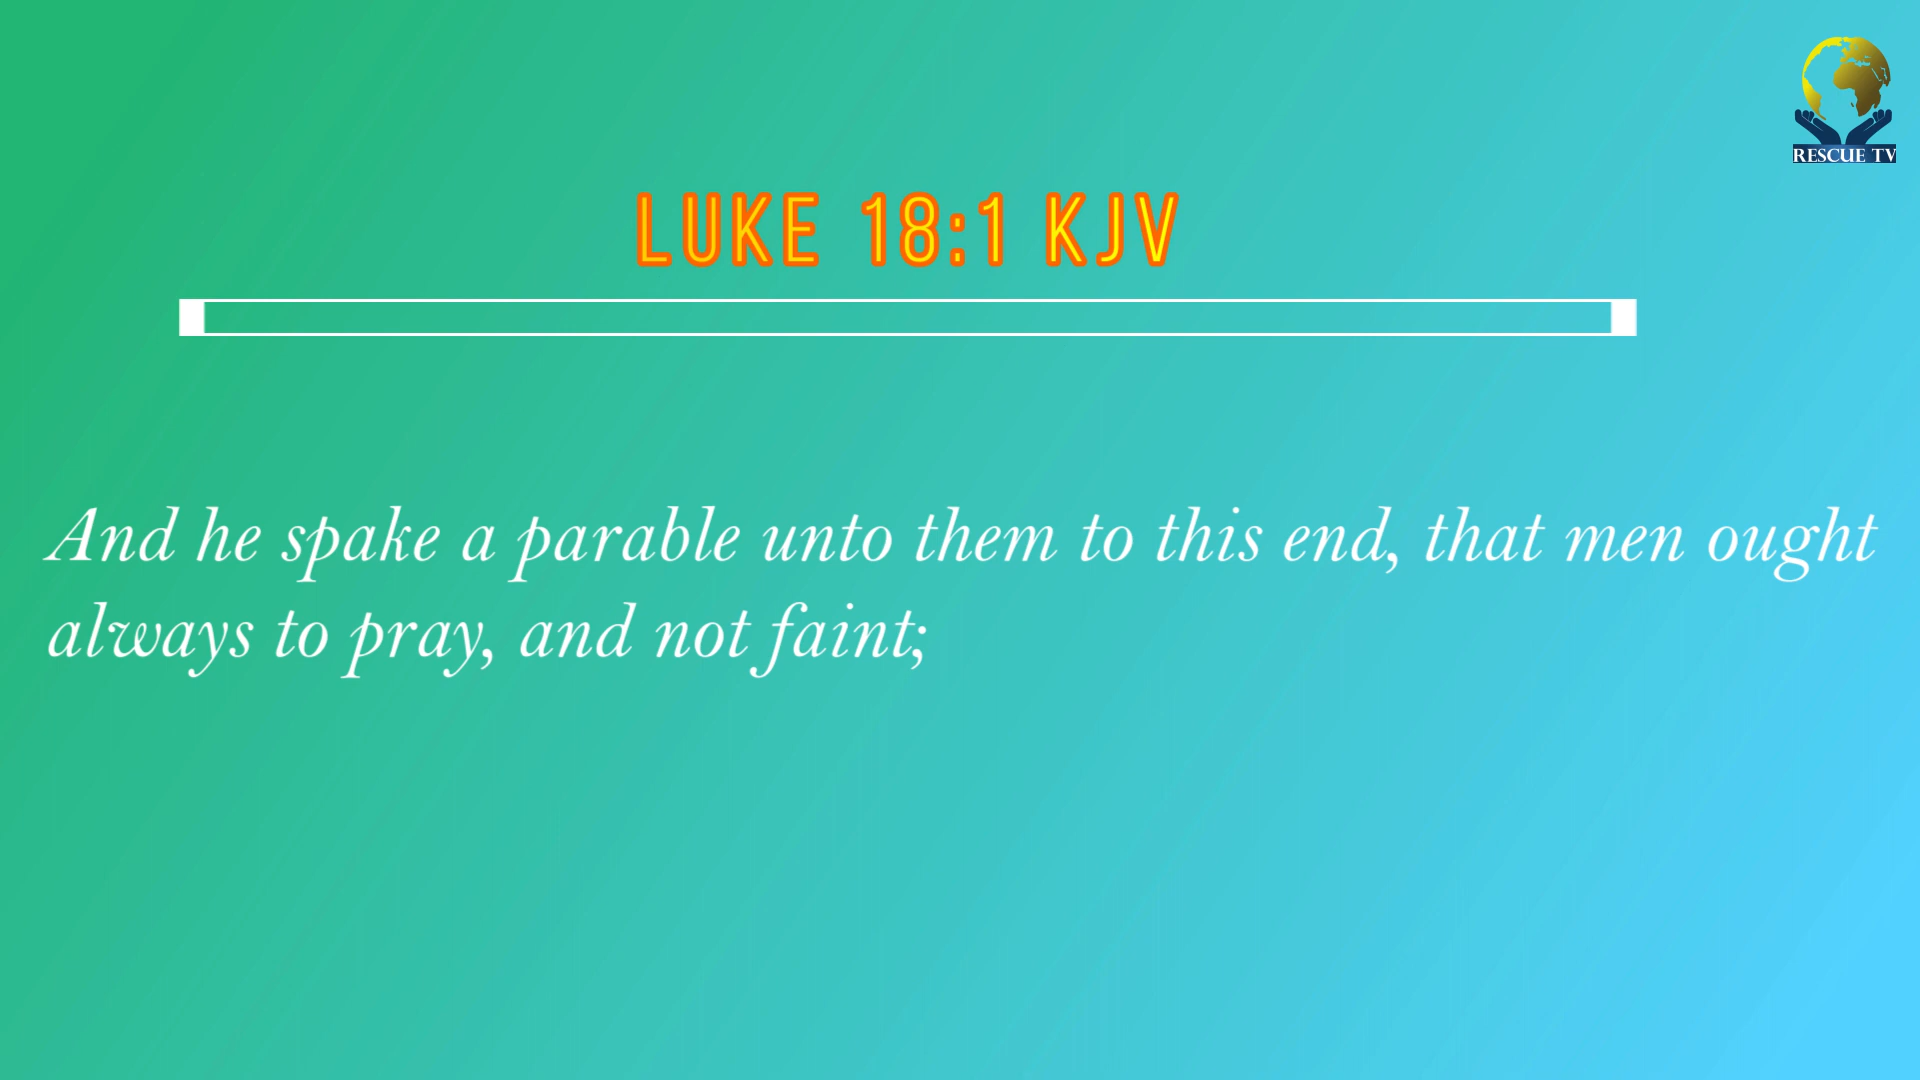 RESCUE TV
LUKE 18:1 KJV
And he spake a parable unto them to this end, that men ought
always to pray, and not faint;